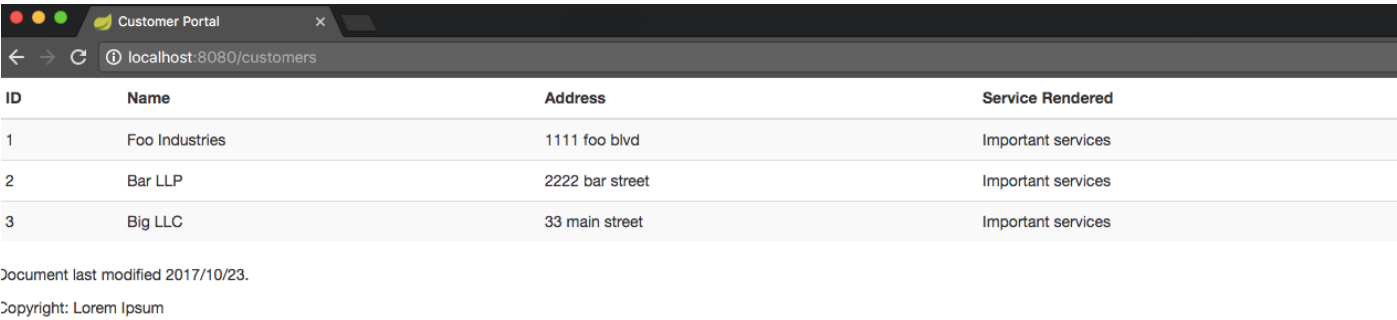 Customer Portal
localhost:8080/customers
ID Name Address Service Rendered
1 Foo Industries 1111 foo blvd Important services
2 Bar LLP 2222 bar street Important services
3 Big LLC 33 main street Important services
Document last modified 2017/10/23.
Copyright: Lorem Ipsum